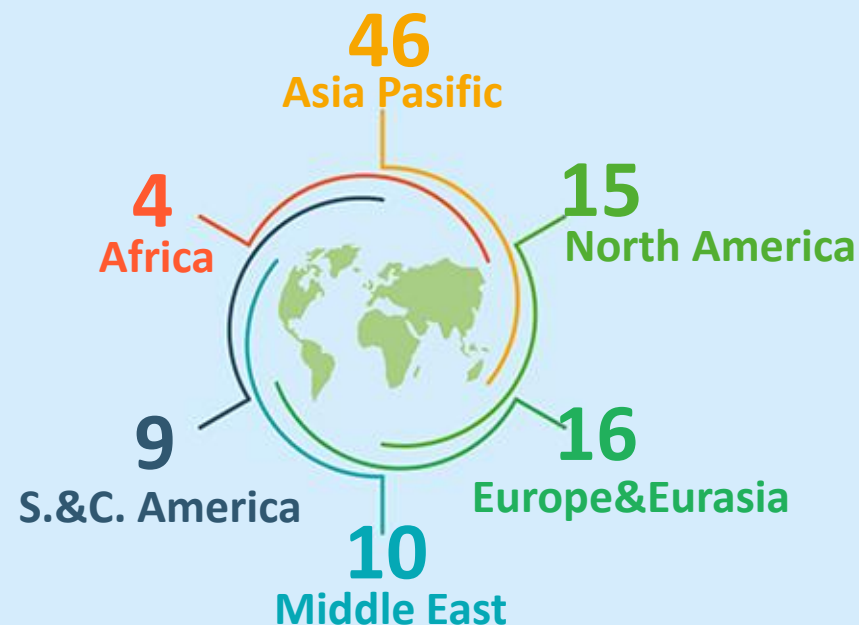 46
Asia Pasific
4
Africa
15
North America
9
S.&C. America
16
Europe&Eurasia
10
Middle East